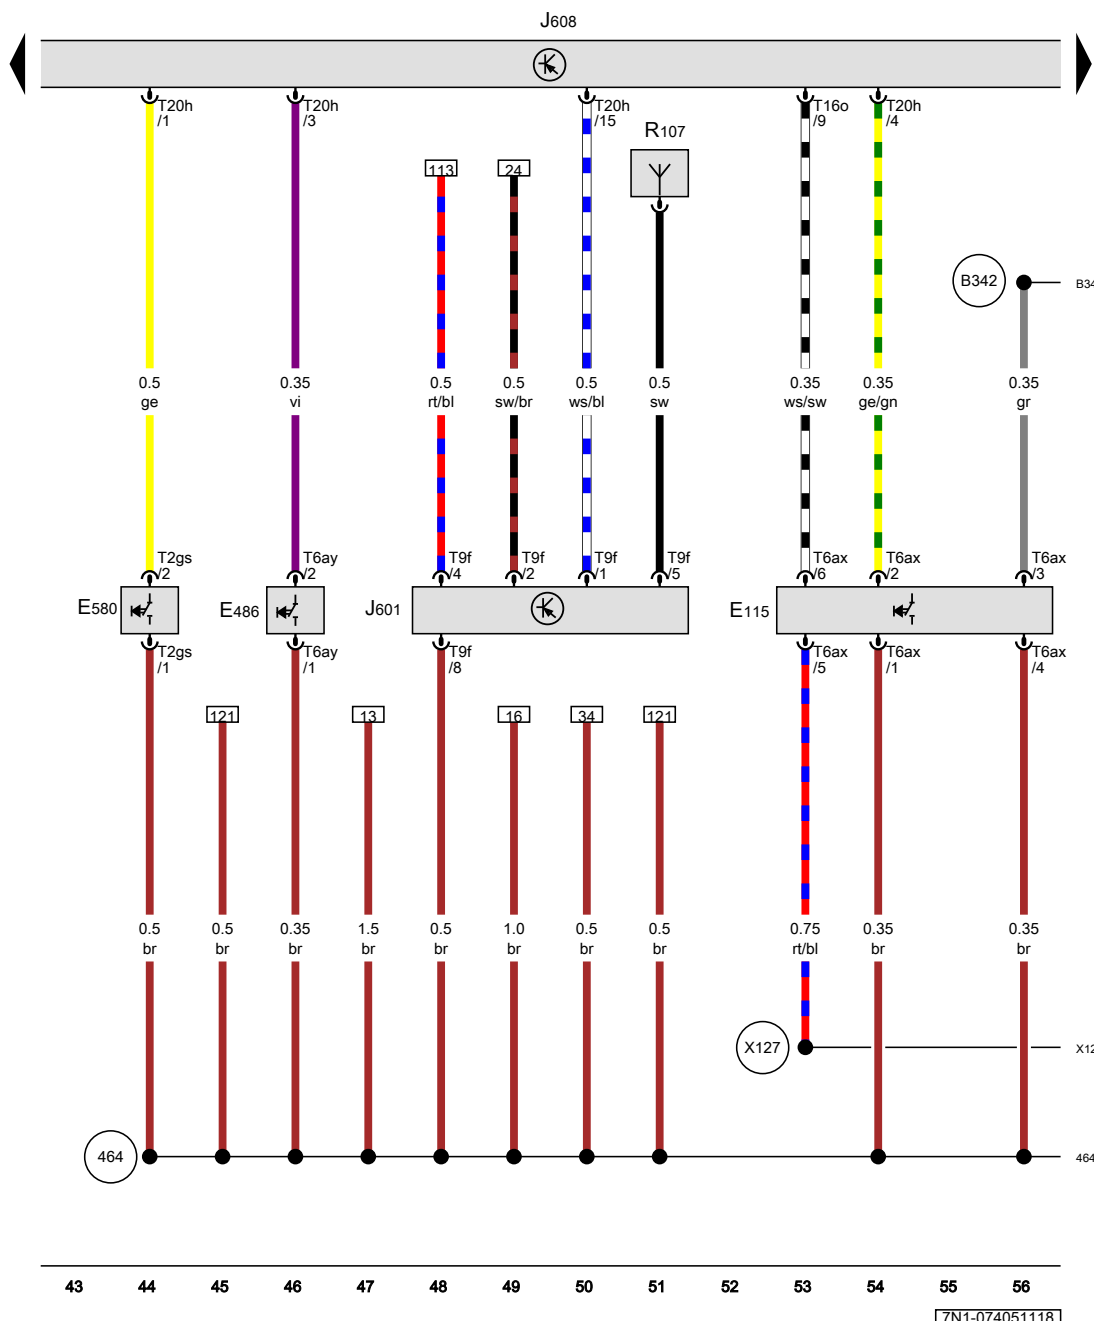 J608
T20h
/1
T20h
/3
T20h
/15
T16o
/9
T20h
/4
R107
113
24
B342
B34
0.5
ge
0.35
vi
0.5
rt/bl
0.5
sw/br
0.5
ws/bl
0.5
sw
0.35
ws/sw
0.35
ge/gn
0.35
gr
T2gs
/2
T6ay
/2
T9f
/4
T9f
/2
T9f
/1
T9f
/5
T6ax
/6
T6ax
/2
T6ax
/3
E580
E486
J601
E115
T2gs
/1
T6ay
/1
T9f
/8
T6ax
/5
T6ax
/1
T6ax
/4
121
13
16
34
121
0.5
br
0.5
br
0.35
br
1.5
br
0.5
br
1.0
br
0.5
br
0.5
br
0.75
rt/bl
0.35
br
0.35
br
X127
X12
464
464
43 44 45 46 47 48 49 50 51 52 53 54 55 56
7N1-074051118